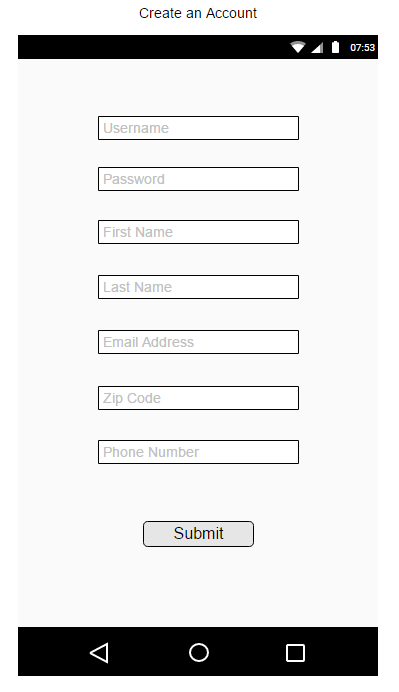 Create an Account
07:53
Username
Password
First Name
Last Name
Email Address
Zip Code
Phone Number
Submit